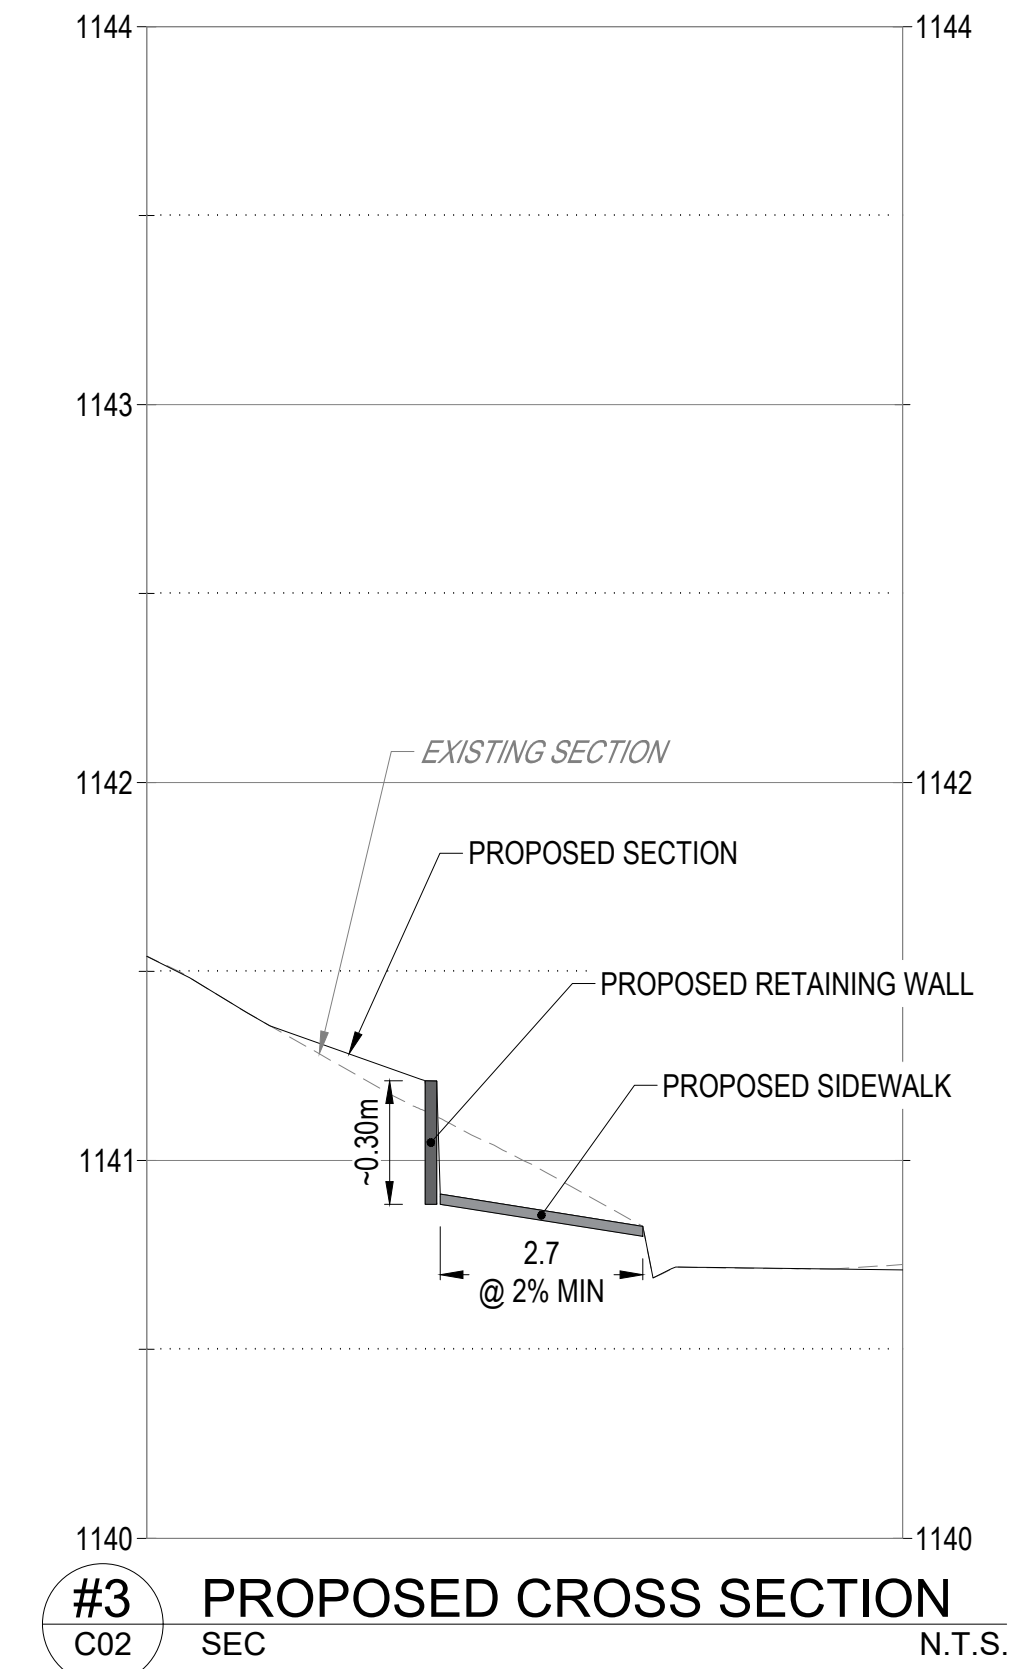 1144 1144
1143
EXISTING SECTION
1142 1142
PROPOSED SECTION
PROPOSED RETAINING WALL
PROPOSED SIDEWALK
~0.30m
1141
2.7
@ 2% MIN
1140 1140
#3 PROPOSED CROSS SECTION
C02 SEC N.T.S.